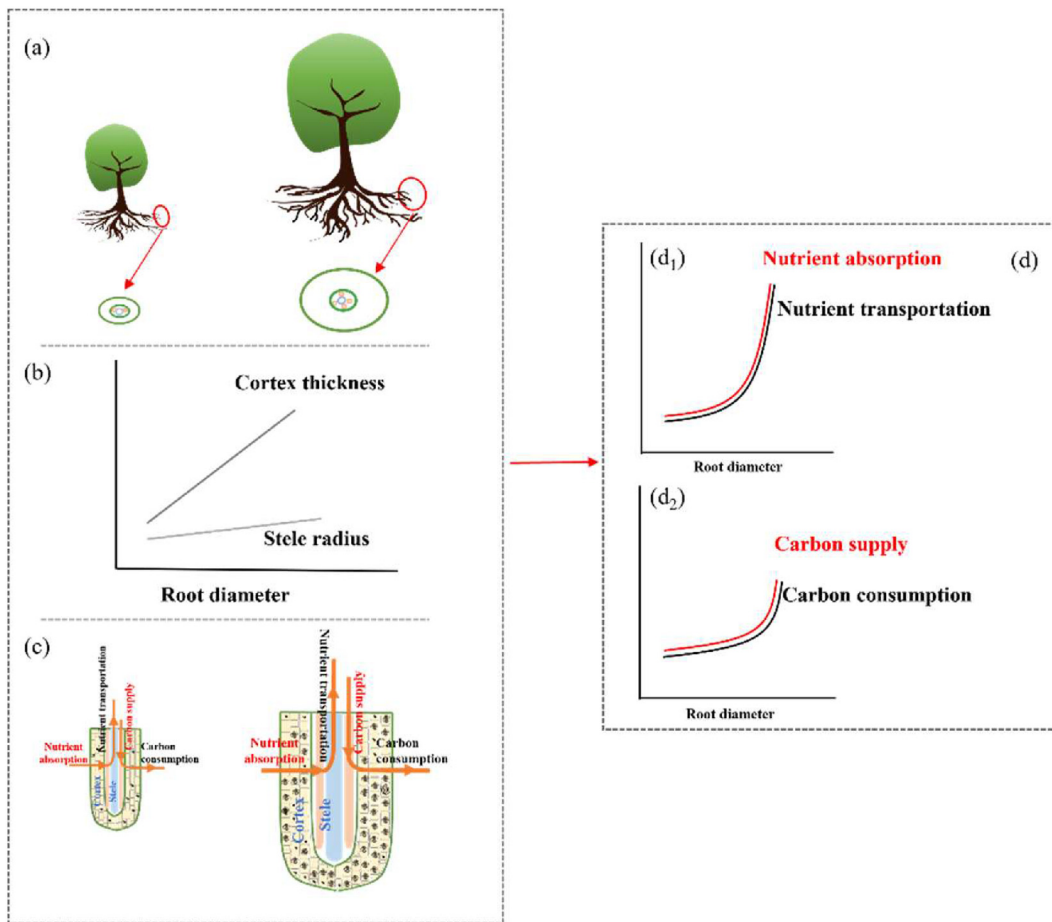 (a)
(b)
Cortex thickness
Stele radius
Root diameter
(c)
Nutrient transportation
Carbon supply
Nutrient
absorption
Carbon
consumption
Cortex
Stele
Nutrient transportation
Carbon supply
Nutrient
absorption
Carbon
consumption
Cortex
Stele
(d)
(d₁)
Nutrient absorption
Nutrient transportation
Root diameter
(d₂)
Carbon supply
Carbon consumption
Root diameter